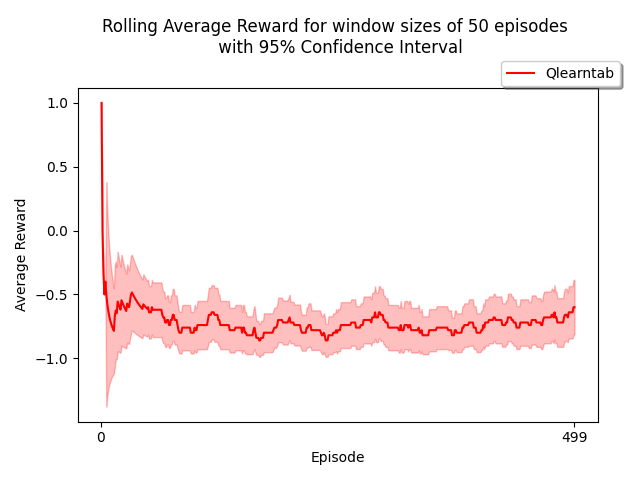 Rolling Average Reward for window sizes of 50 episodes
with 95% Confidence Interval
Qlearntab
1.0
0.5
0.0
−0.5
−1.0
Average Reward
0
499
Episode